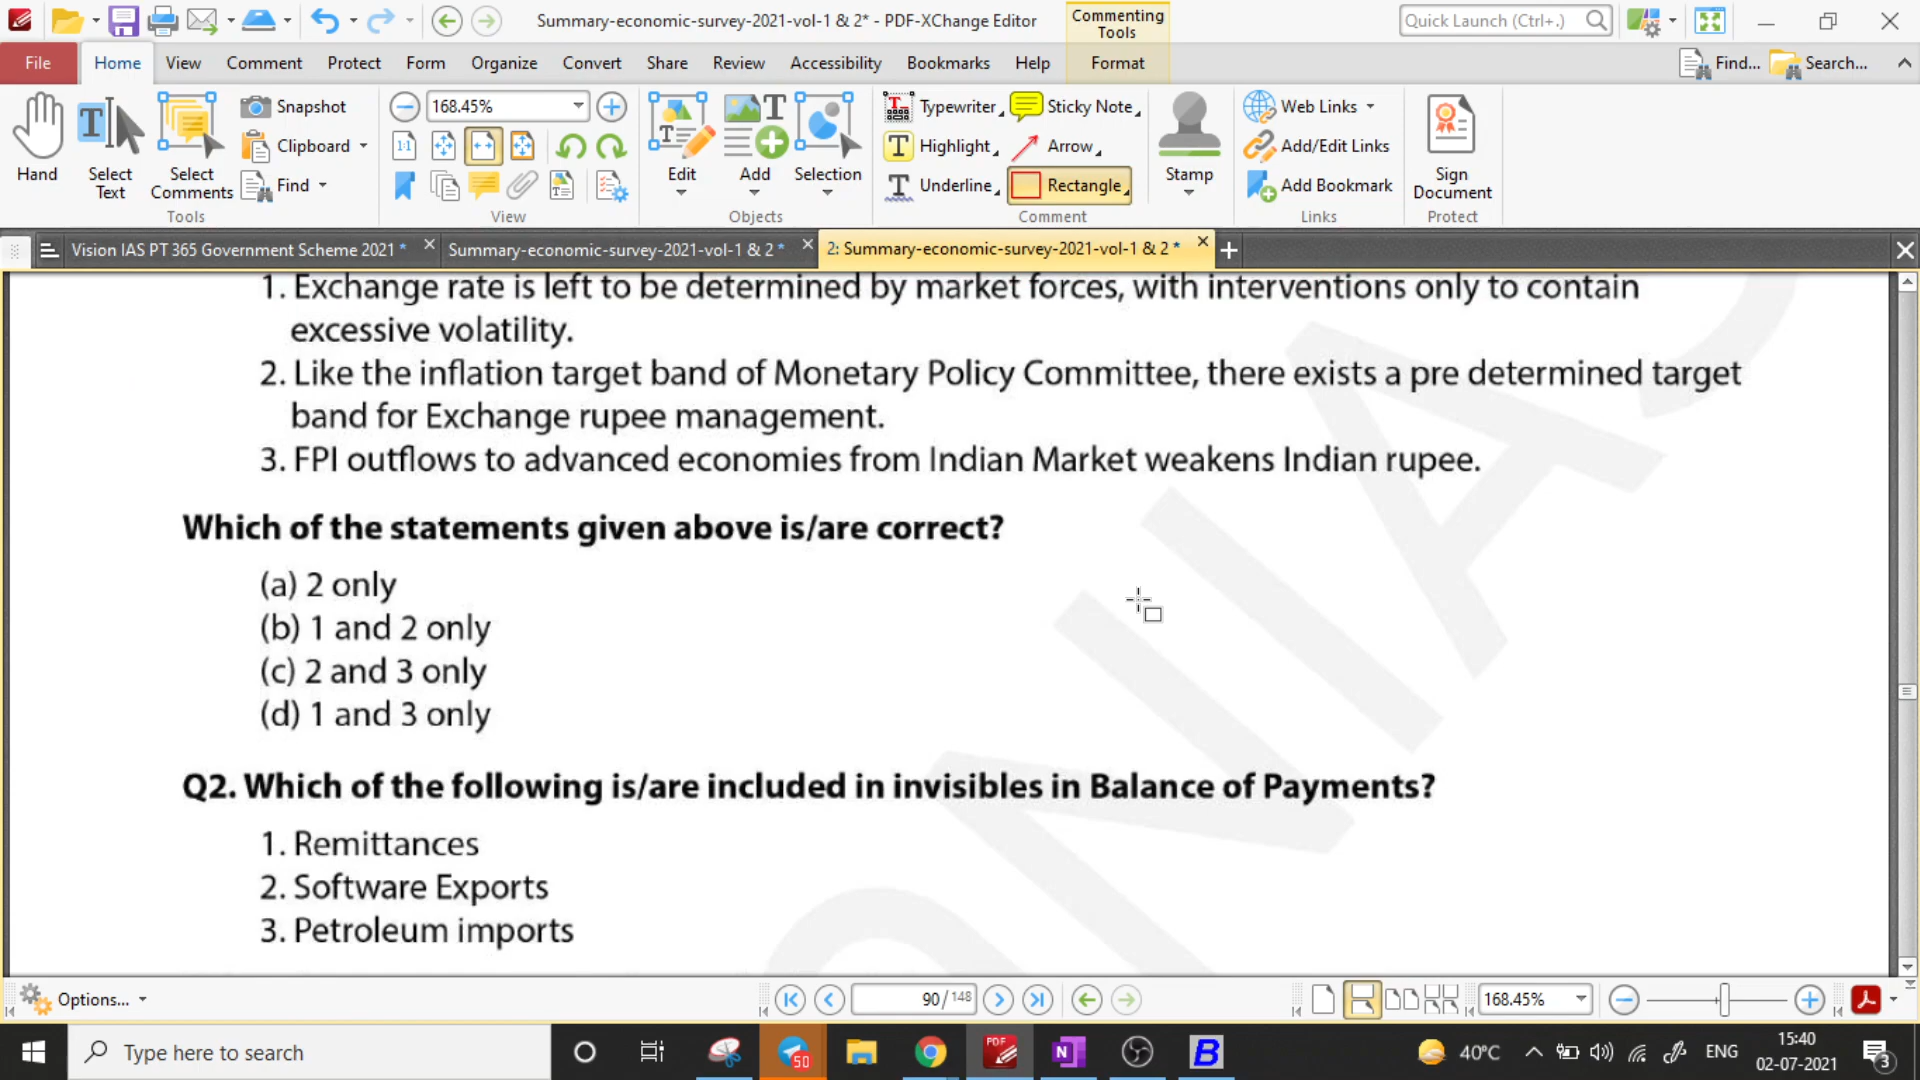 Summary-economic-survey-2021-vol-1 & 2* - PDF-XChange Editor
Commenting Tools
Quick Launch (Ctrl+.)
File Home View Comment Protect Form Organize Convert Share Review Accessibility Bookmarks Help Format Find... Search...
Hand
Select Text
Select Comments
Snapshot
Clipboard
Find
Tools
168.45%
1:1
View
Edit
Add
Selection
Objects
Typewriter
Highlight
Underline
Sticky Note
Arrow
Rectangle
Stamp
Comment
Web Links
Add/Edit Links
Add Bookmark
Links
Sign Document
Protect
Vision IAS PT 365 Government Scheme 2021 *
Summary-economic-survey-2021-vol-1 & 2 *
2: Summary-economic-survey-2021-vol-1 & 2 *
1. Exchange rate is left to be determined by market forces, with interventions only to contain
excessive volatility.
2. Like the inflation target band of Monetary Policy Committee, there exists a pre determined target
band for Exchange rupee management.
3. FPI outflows to advanced economies from Indian Market weakens Indian rupee.
Which of the statements given above is/are correct?
(a) 2 only
(b) 1 and 2 only
(c) 2 and 3 only
(d) 1 and 3 only
Q2. Which of the following is/are included in invisibles in Balance of Payments?
1. Remittances
2. Software Exports
3. Petroleum imports
Options...
90 / 148
168.45%
Type here to search
50
PDF
N
B
40°C
ENG
15:40
02-07-2021
3